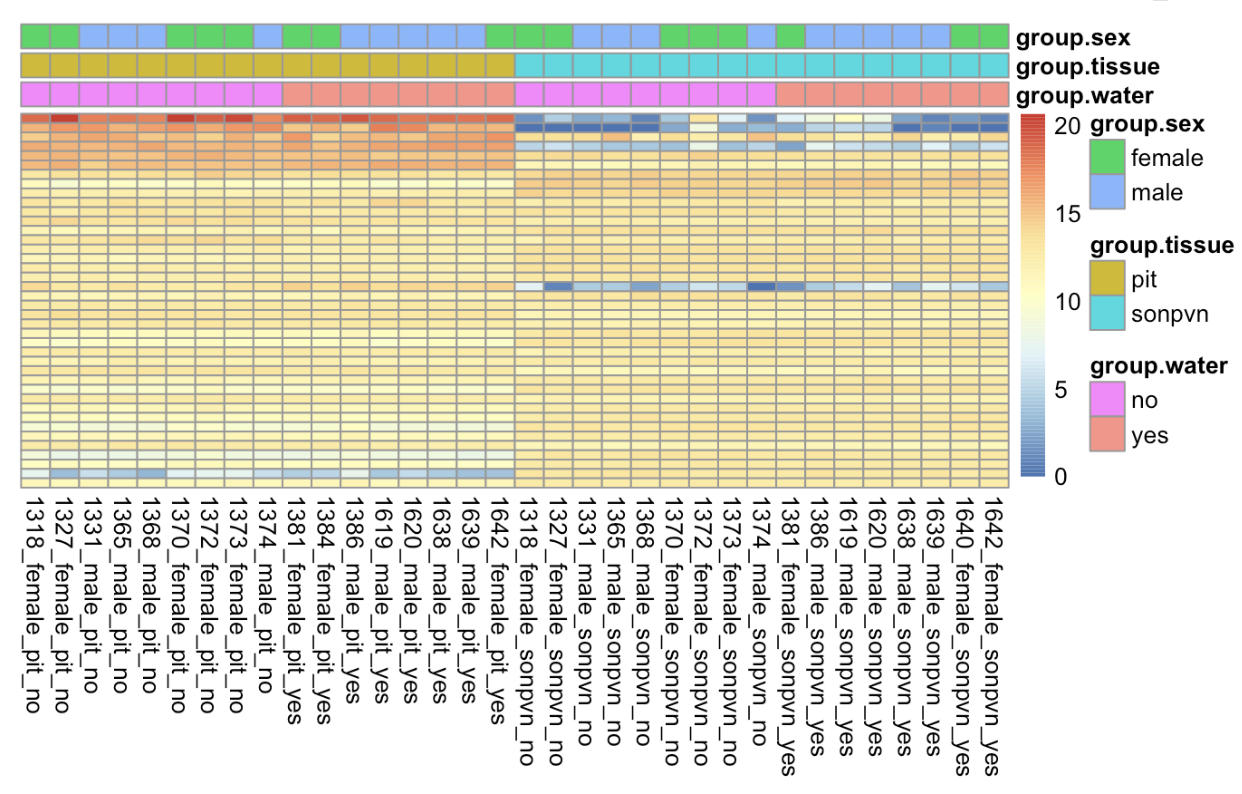 group.sex
group.tissue
group.water
20
15
10
5
0
group.sex
female
male
group.tissue
pit
sonpvn
group.water
no
yes
1318_female_pit_no
1327_female_pit_no
1331_male_pit_no
1365_male_pit_no
1368_male_pit_no
1370_female_pit_no
1372_female_pit_no
1373_female_pit_no
1374_male_pit_no
1381_female_pit_yes
1384_female_pit_yes
1386_male_pit_yes
1619_male_pit_yes
1620_male_pit_yes
1638_male_pit_yes
1639_male_pit_yes
1642_female_pit_yes
1318_female_sonpvn_no
1327_female_sonpvn_no
1331_male_sonpvn_no
1365_male_sonpvn_no
1368_male_sonpvn_no
1370_female_sonpvn_no
1372_female_sonpvn_no
1373_female_sonpvn_no
1374_male_sonpvn_no
1381_female_sonpvn_yes
1386_male_sonpvn_yes
1619_male_sonpvn_yes
1620_male_sonpvn_yes
1638_male_sonpvn_yes
1639_male_sonpvn_yes
1640_female_sonpvn_yes
1642_female_sonpvn_yes